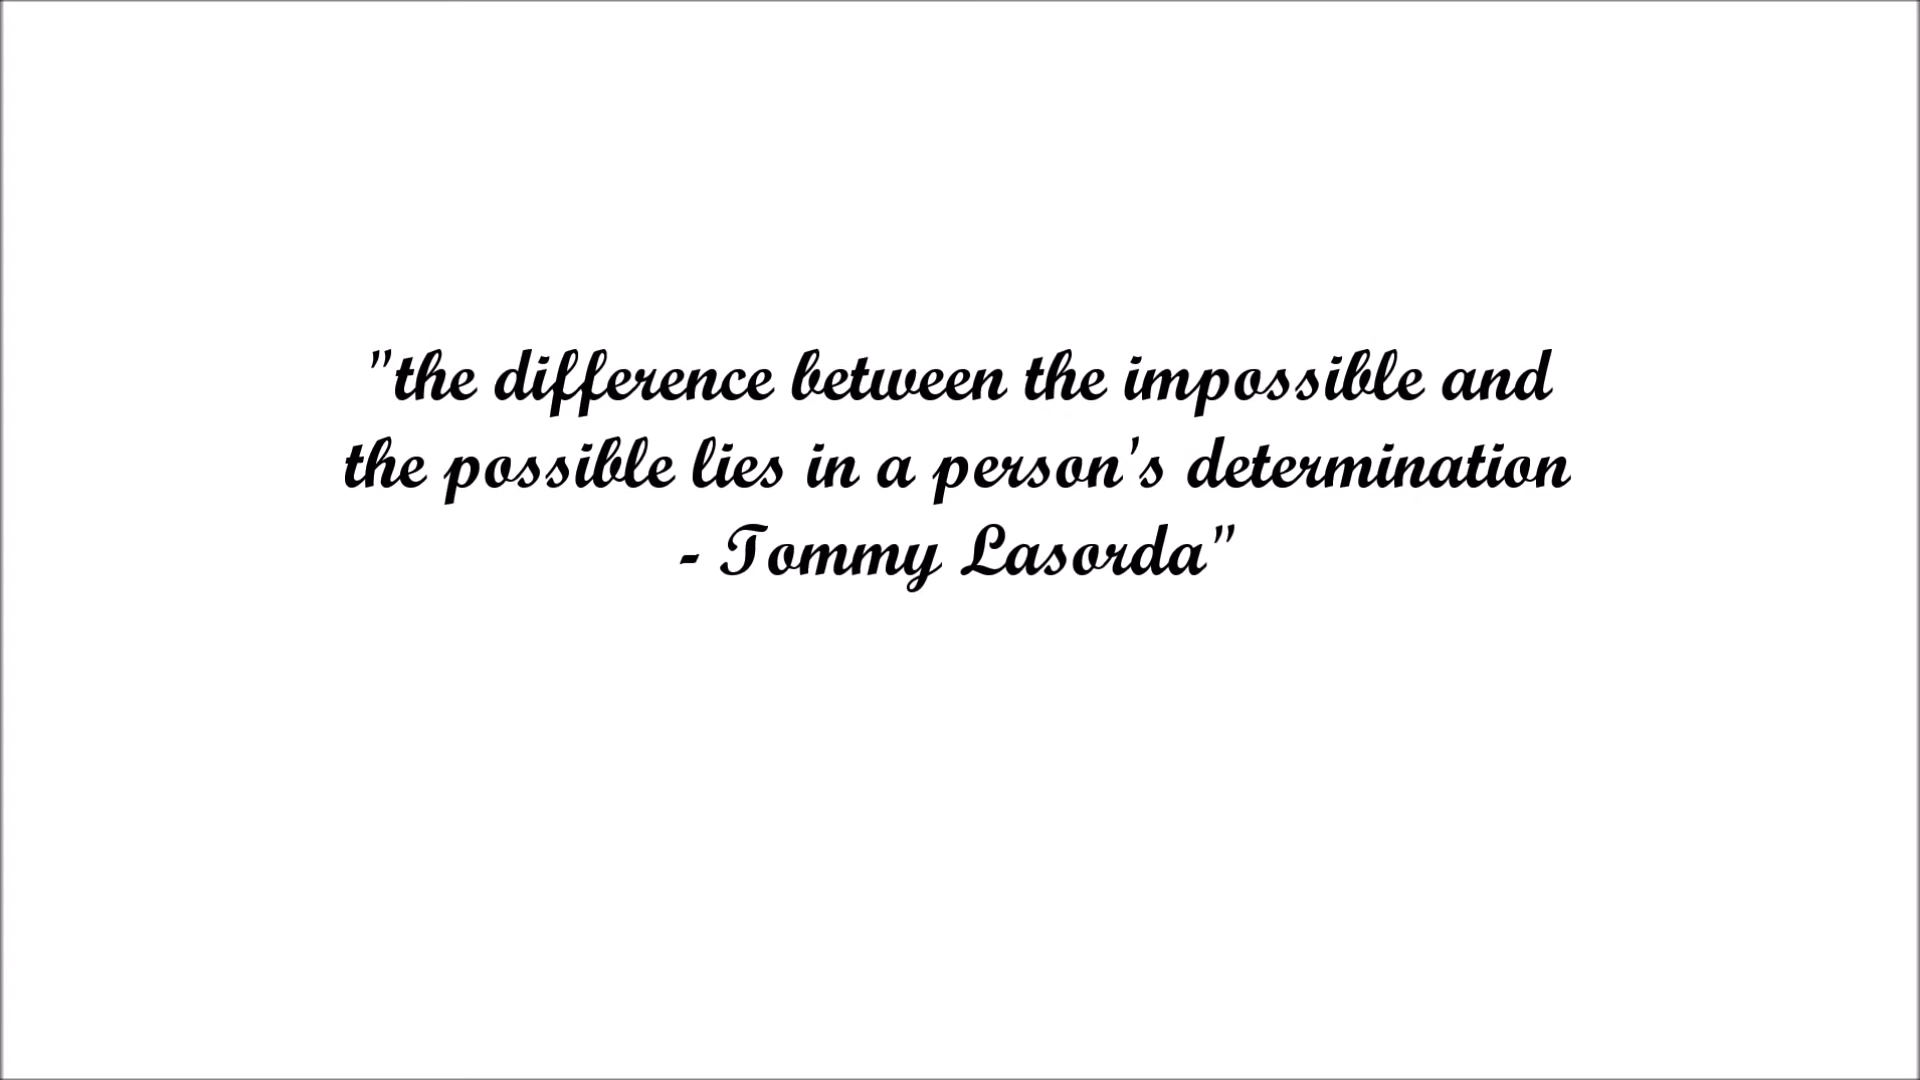 "the difference between the impossible and
the possible lies in a person's determination
- Tommy Lasorda"